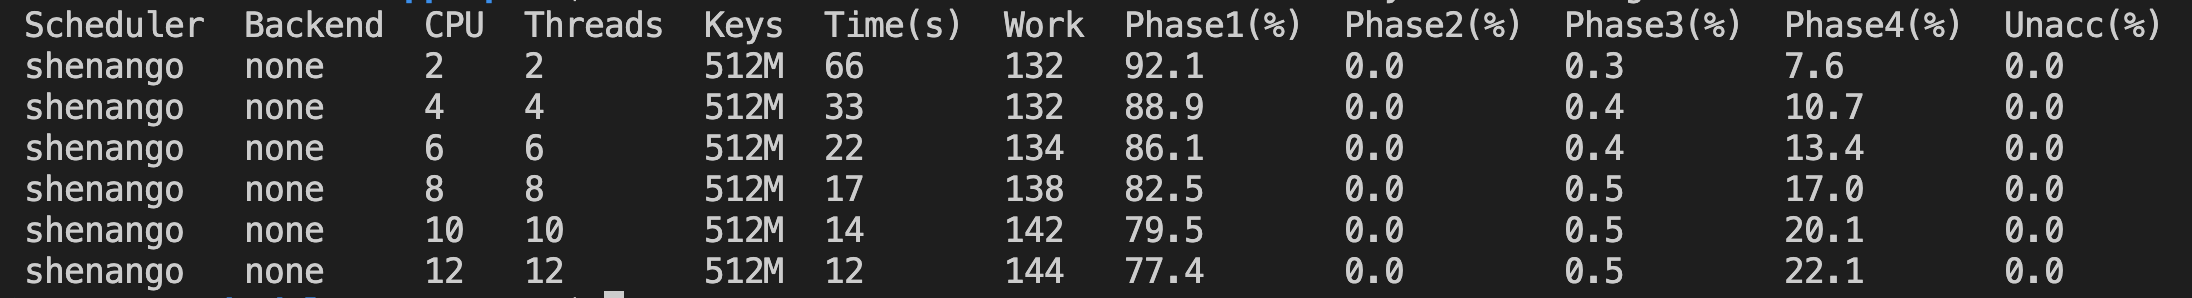 Scheduler Backend CPU Threads Keys Time(s) Work Phase1(%) Phase2(%) Phase3(%) Phase4(%) Unacc(%)
shenango none 2 2 512M 66 132 92.1 0.0 0.3 7.6 0.0
shenango none 4 4 512M 33 132 88.9 0.0 0.4 10.7 0.0
shenango none 6 6 512M 22 134 86.1 0.0 0.4 13.4 0.0
shenango none 8 8 512M 17 138 82.5 0.0 0.5 17.0 0.0
shenango none 10 10 512M 14 142 79.5 0.0 0.5 20.1 0.0
shenango none 12 12 512M 12 144 77.4 0.0 0.5 22.1 0.0